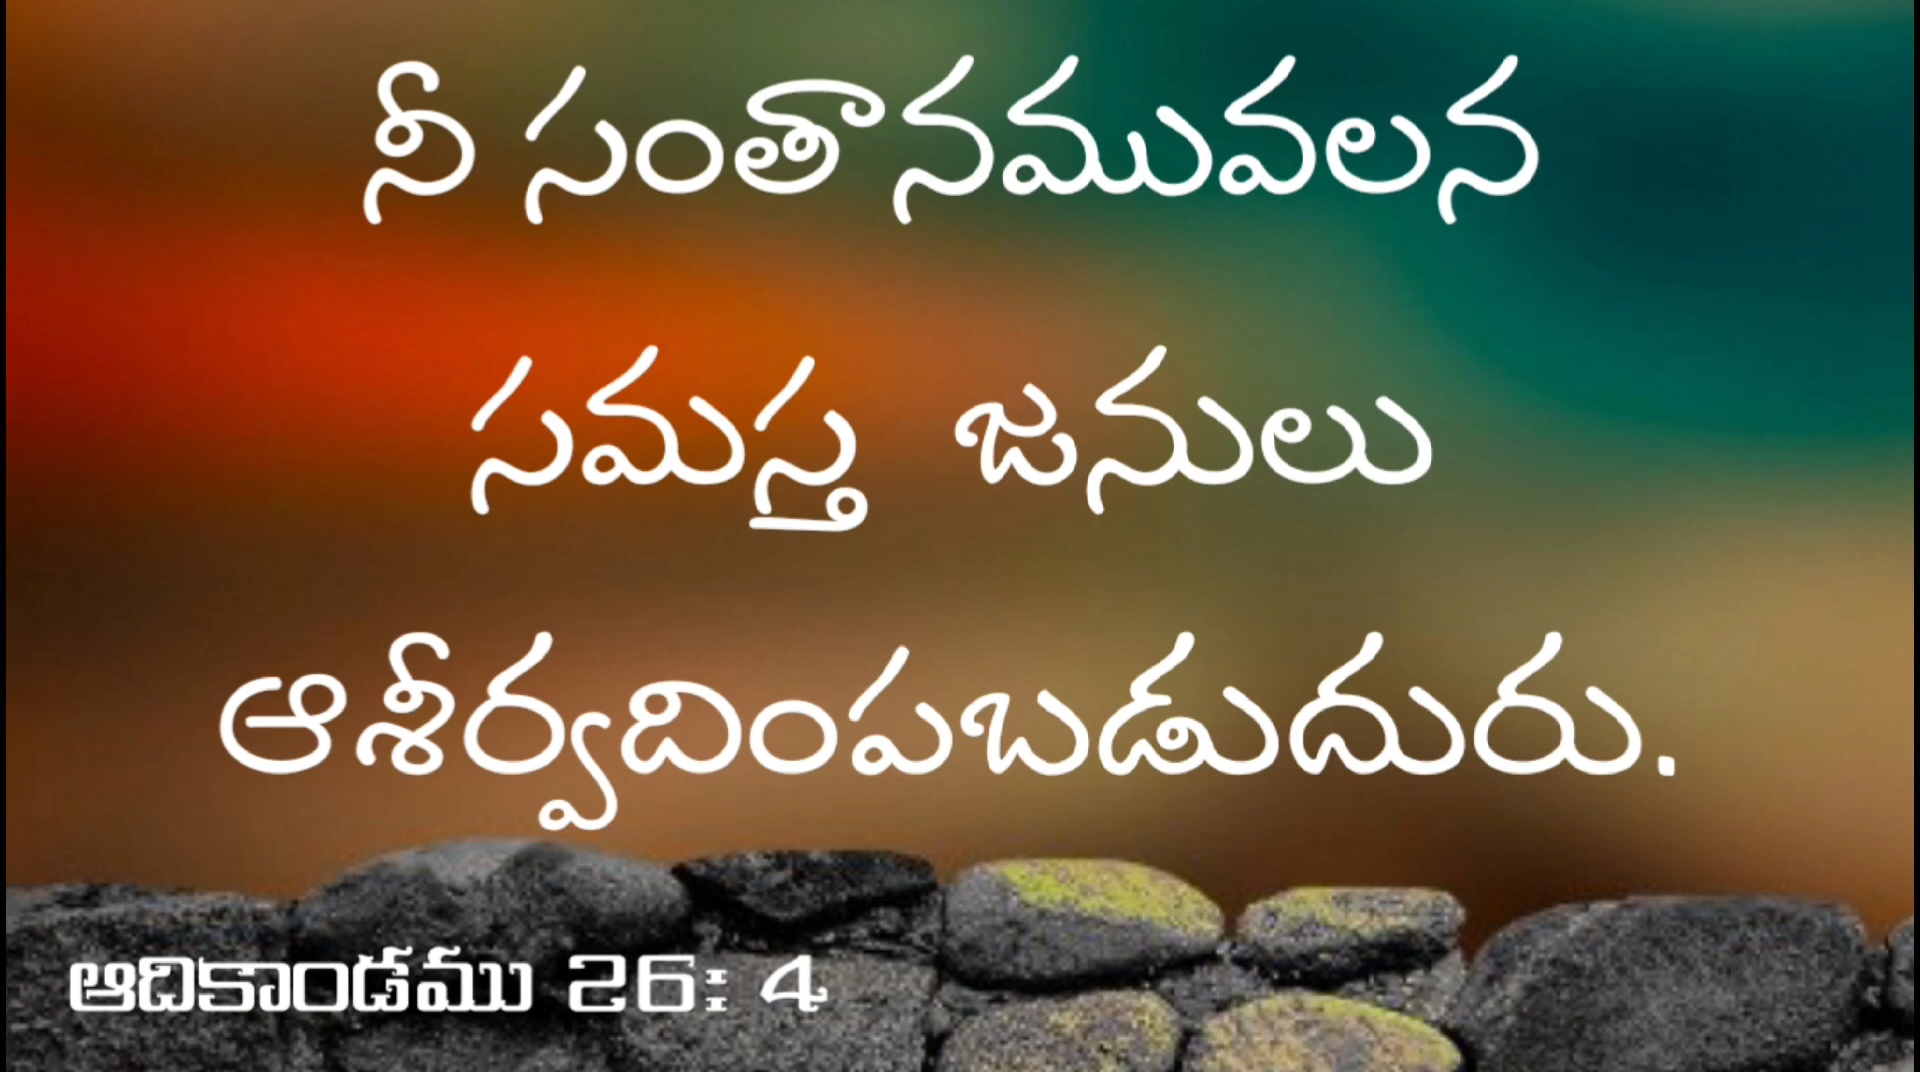 నీ సంతానమువలన
సమస్త జనులు
ఆశీర్వదింపబడుదురు.
ఆదికాండము 26: 4